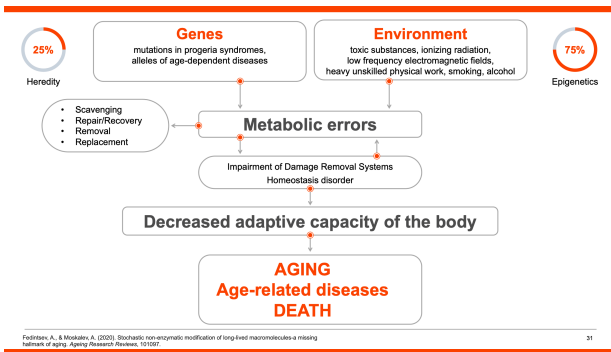 Genes
mutations in progeria syndromes,
alleles of age-dependent diseases
Environment
toxic substances, ionizing radiation,
low frequency electromagnetic fields,
heavy unskilled physical work, smoking, alcohol
25%
Heredity
75%
Epigenetics
• Scavenging
• Repair/Recovery
• Removal
• Replacement
Metabolic errors
Impairment of Damage Removal Systems
Homeostasis disorder
Decreased adaptive capacity of the body
AGING
Age-related diseases
DEATH
Fedintsev, A., & Moskalev, A. (2020). Stochastic non-enzymatic modification of long-lived macromolecules-a missing
hallmark of aging. Ageing Research Reviews, 101097.
31